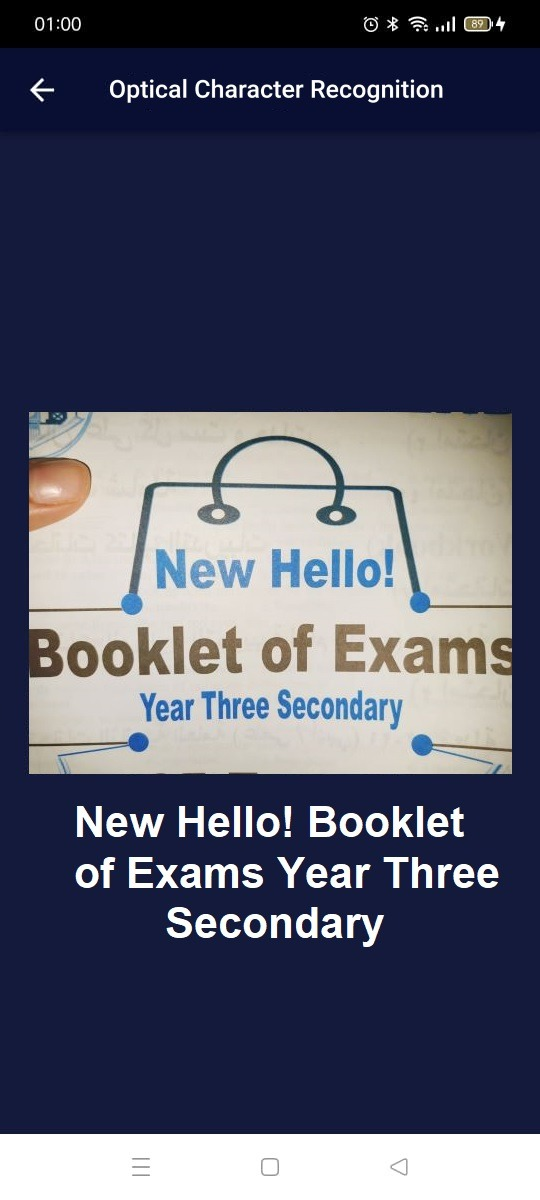 01:00
89
Optical Character Recognition
New Hello!
Booklet of Exams
Year Three Secondary
New Hello! Booklet
of Exams Year Three
Secondary